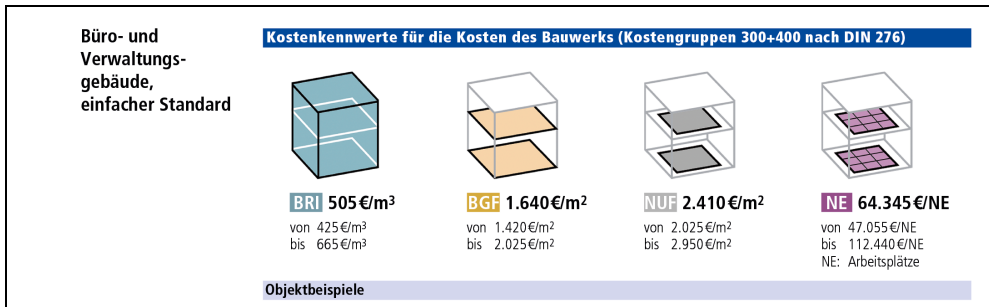 Büro- und
Verwaltungs-
gebäude,
einfacher Standard
Kostenkennwerte für die Kosten des Bauwerks (Kostengruppen 300+400 nach DIN 276)
BRI 505 €/m³
von 425 €/m³
bis 665 €/m³
BGF 1.640 €/m²
von 1.420 €/m²
bis 2.025 €/m²
NUF 2.410 €/m²
von 2.025 €/m²
bis 2.950 €/m²
NE 64.345 €/NE
von 47.055 €/NE
bis 112.440 €/NE
NE: Arbeitsplätze
Objektbeispiele